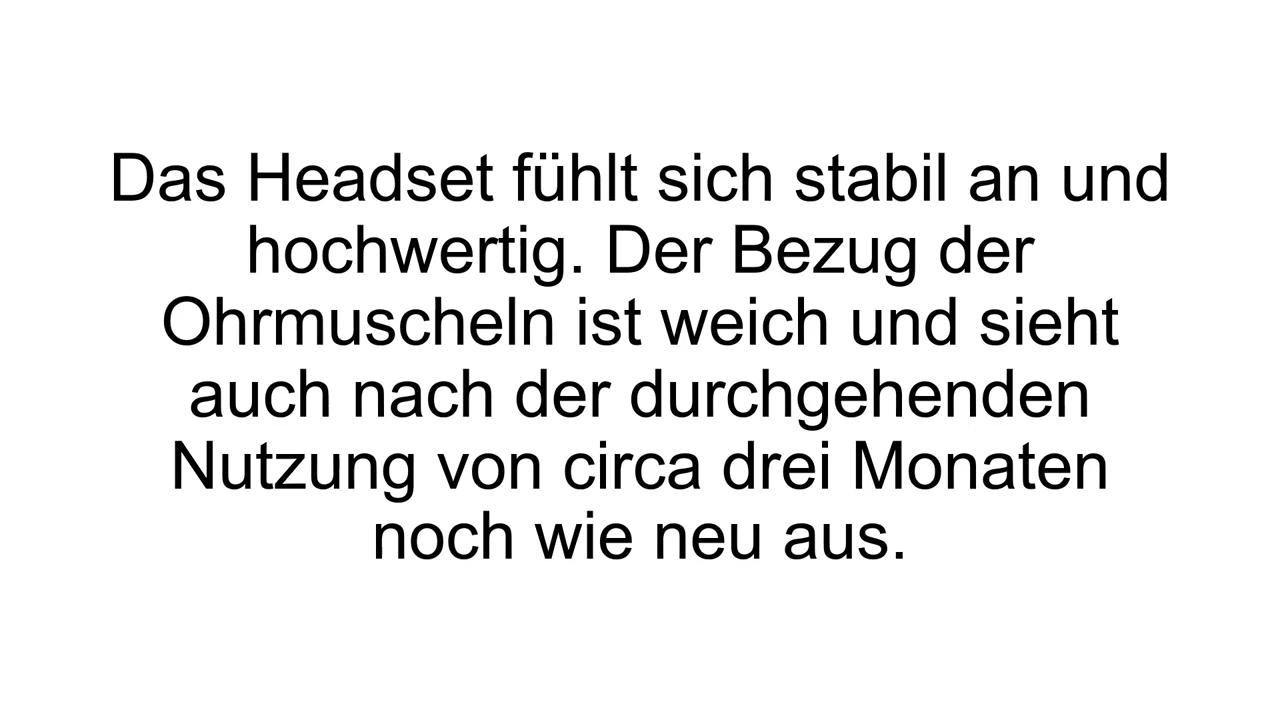 Das Headset fühlt sich stabil an und
hochwertig. Der Bezug der
Ohrmuscheln ist weich und sieht
auch nach der durchgehenden
Nutzung von circa drei Monaten
noch wie neu aus.